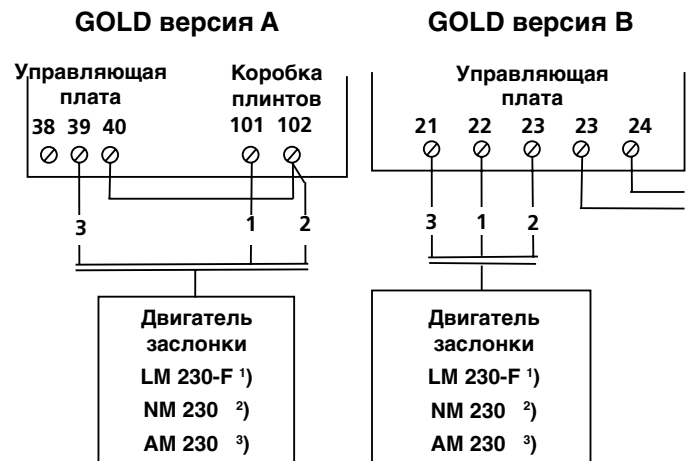 GOLD версия A
Управляющая
плата
Коробка
плинтов
38 39 40
101 102
3
1
2
Двигатель
заслонки
LM 230-F ¹)
NM 230 ²)
AM 230 ³)
GOLD версия B
Управляющая
плата
21 22 23 23 24
3 1 2
Двигатель
заслонки
LM 230-F ¹)
NM 230 ²)
AM 230 ³)